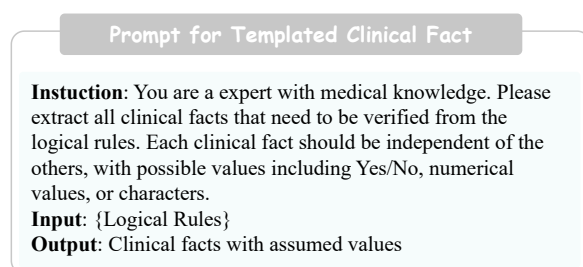 Prompt for Templated Clinical Fact
Instuction: You are a expert with medical knowledge. Please
extract all clinical facts that need to be verified from the
logical rules. Each clinical fact should be independent of the
others, with possible values including Yes/No, numerical
values, or characters.
Input: {Logical Rules}
Output: Clinical facts with assumed values